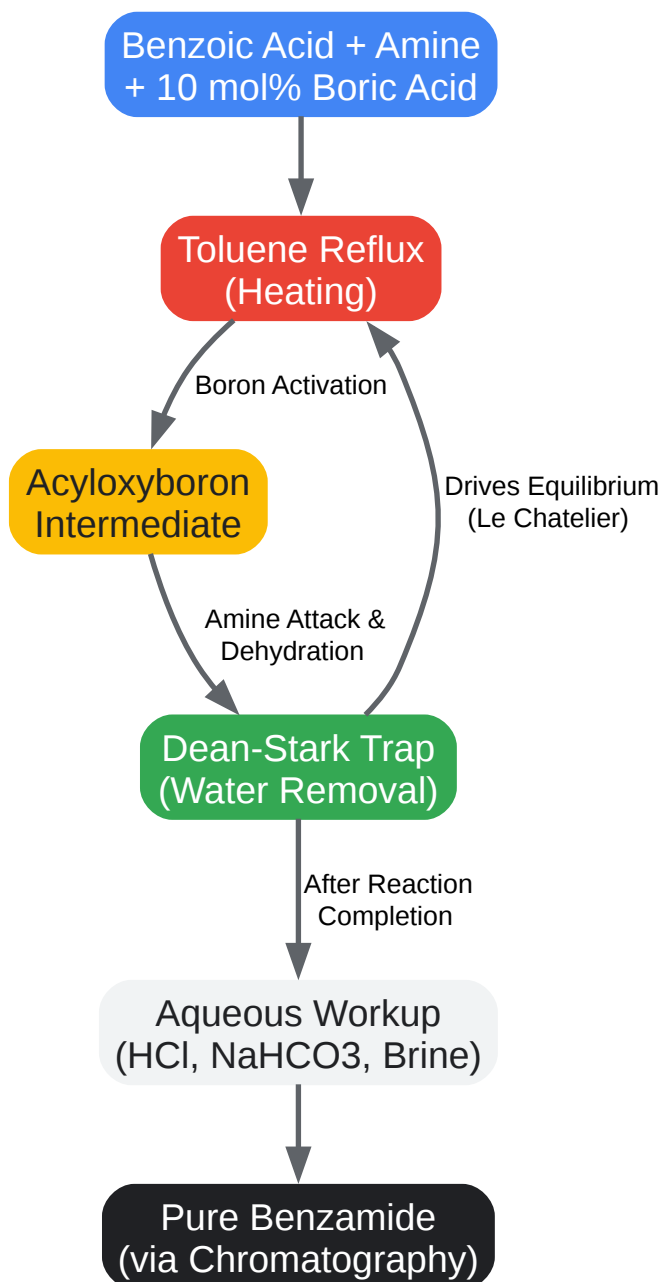 Benzoic Acid + Amine
+ 10 mol% Boric Acid
Toluene Reflux
(Heating)
Boron Activation
Acyloxyboron
Intermediate
Drives Equilibrium
(Le Chatelier)
Amine Attack &
Dehydration
Dean-Stark Trap
(Water Removal)
After Reaction
Completion
Aqueous Workup
(HCl, NaHCO3, Brine)
Pure Benzamide
(via Chromatography)